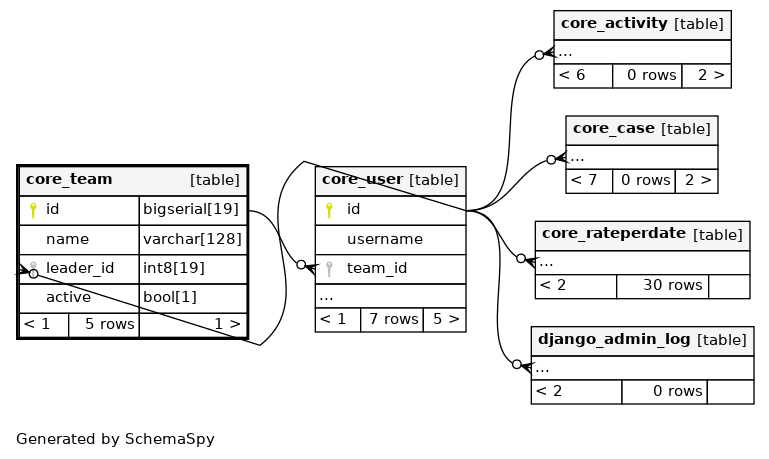 core_activity [table]
...
< 6 0 rows 2 >
core_case [table]
...
< 7 0 rows 2 >
core_team [table]
id bigserial[19]
name varchar[128]
leader_id int8[19]
active bool[1]
< 1 5 rows 1 >
core_user [table]
id
username
team_id
...
< 1 7 rows 5 >
core_rateperdate [table]
...
< 2 30 rows
django_admin_log [table]
...
< 2 0 rows
Generated by SchemaSpy